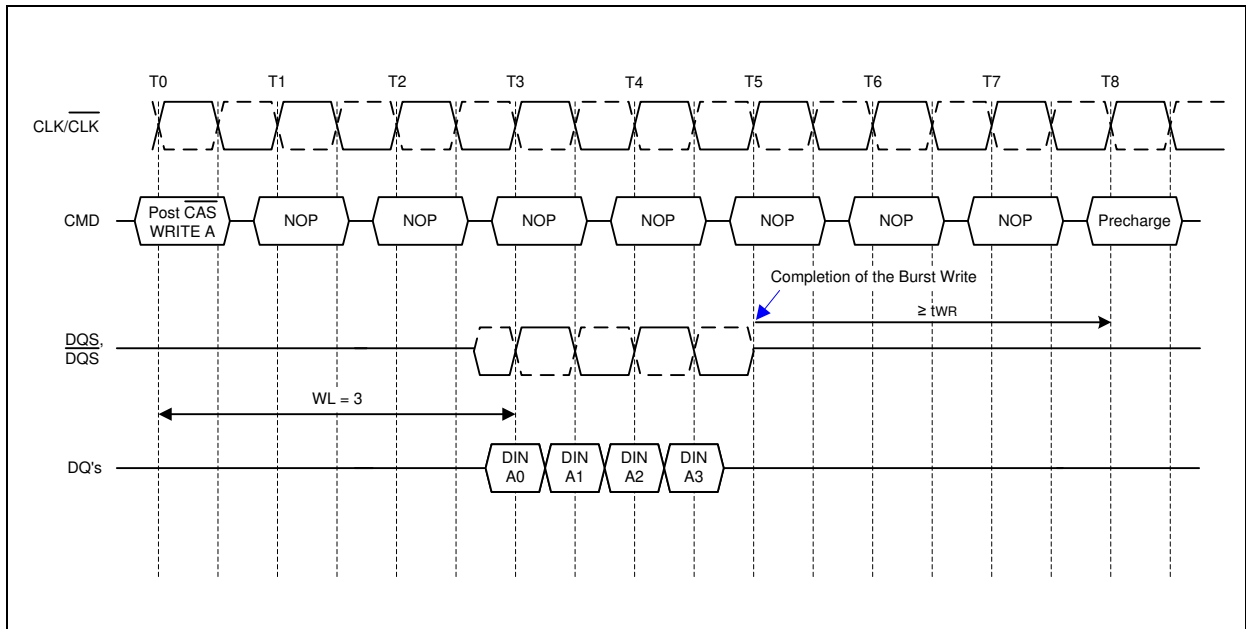 T0 T1 T2 T3 T4 T5 T6 T7 T8
CLK/CLK
CMD
Post CAS
WRITE A
NOP NOP NOP NOP NOP NOP NOP Precharge
Completion of the Burst Write
≥ tWR
DQS,
DQS
WL = 3
DQ's
DIN DIN DIN DIN
A0 A1 A2 A3